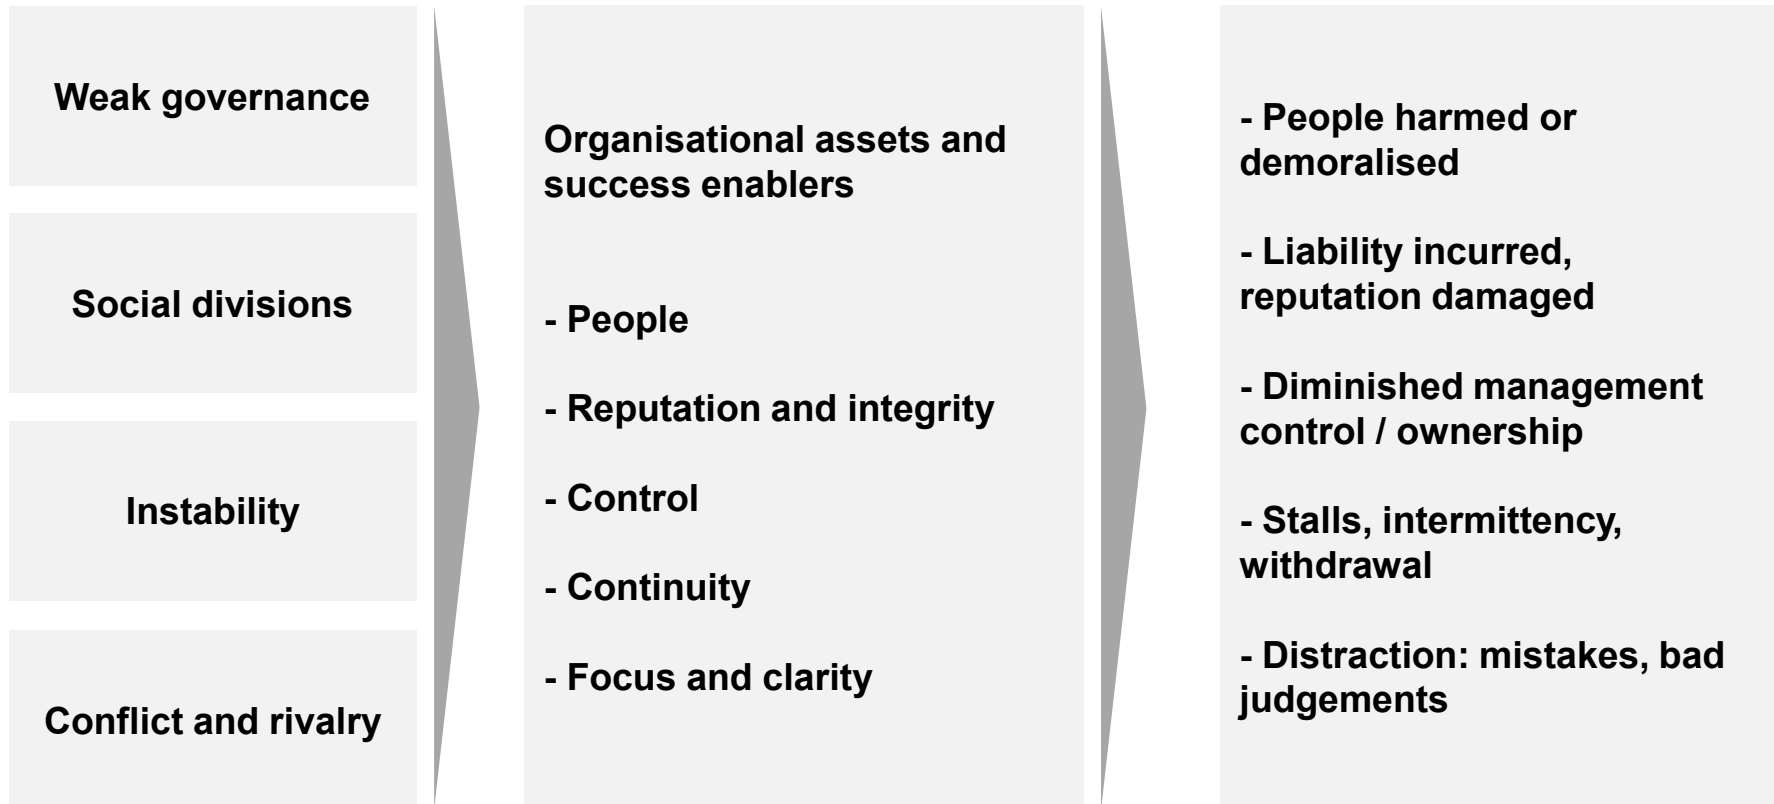 Weak governance
Social divisions
Instability
Conflict and rivalry
Organisational assets and
success enablers
- People
- Reputation and integrity
- Control
- Continuity
- Focus and clarity
- People harmed or
demoralised
- Liability incurred,
reputation damaged
- Diminished management
control / ownership
- Stalls, intermittency,
withdrawal
- Distraction: mistakes, bad
judgements